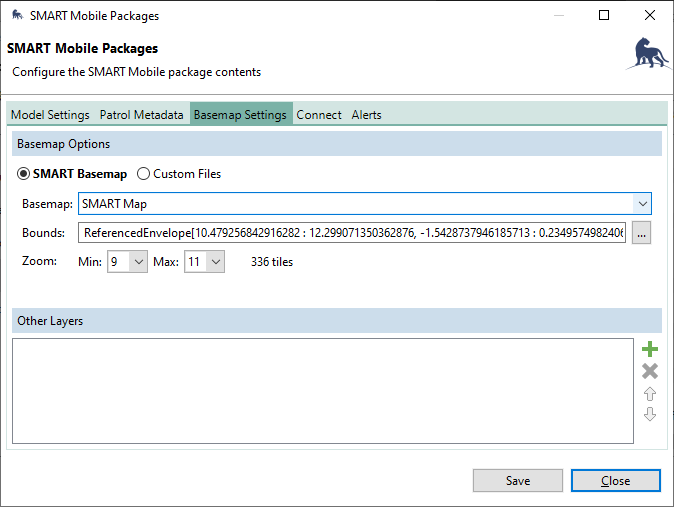 SMART Mobile Packages
SMART Mobile Packages
Configure the SMART Mobile package contents
Model Settings Patrol Metadata Basemap Settings Connect Alerts
Basemap Options
SMART Basemap Custom Files
Basemap: SMART Map
Bounds: ReferencedEnvelope[10.479256842916282 : 12.299071350362876, -1.5428737946185713 : 0.2349574982406 ...
Zoom: Min: 9 Max: 11 336 tiles
Other Layers
Save Close